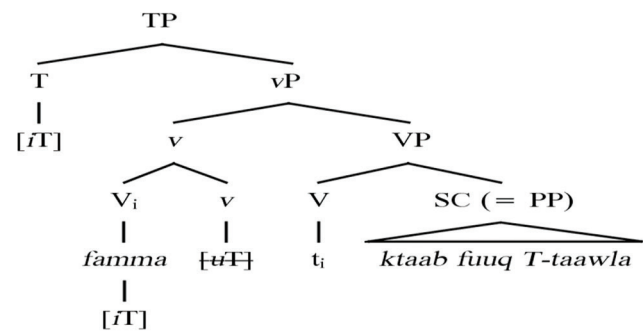 TP
T vP
[iT] v VP
Vᵢ v V SC (= PP)
famma [uT] tᵢ ktaab fuuq T-taawla
[iT]